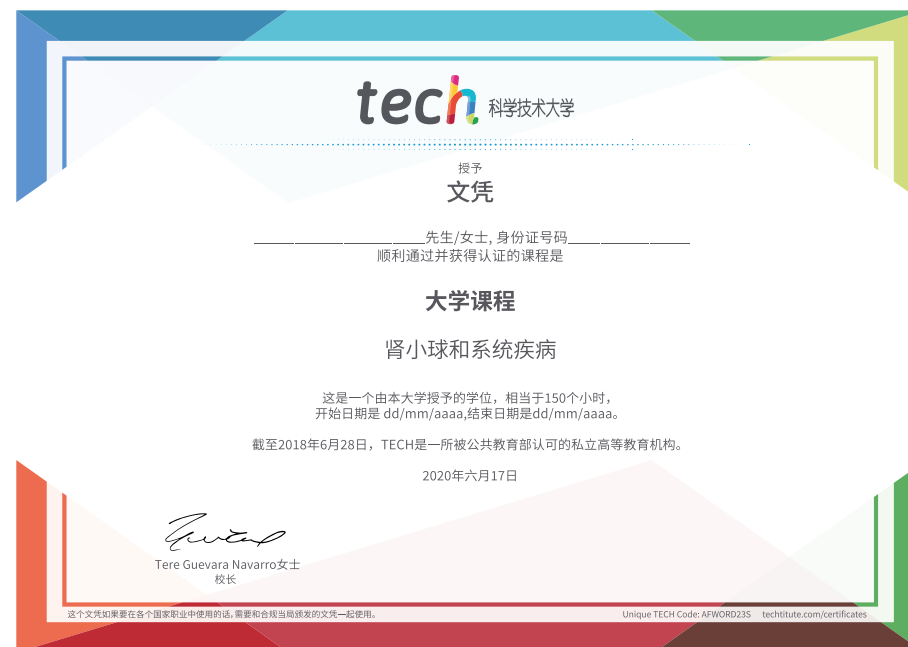 tech 科学技术大学
授予
文凭
先生/女士, 身份证号码
顺利通过并获得认证的课程是
大学课程
肾小球和系统疾病
这是一个由本大学授予的学位，相当于150个小时，
开始日期是 dd/mm/aaaa,结束日期是dd/mm/aaaa。
截至2018年6月28日，TECH是一所被公共教育部认可的私立高等教育机构。
2020年六月17日
Tere Guevara Navarro女士
校长
这个文凭如果要在各个国家职业中使用的话,需要和合规当局颁发的文凭一起使用。
Unique TECH Code: AFWORD23S techtitute.com/certificates